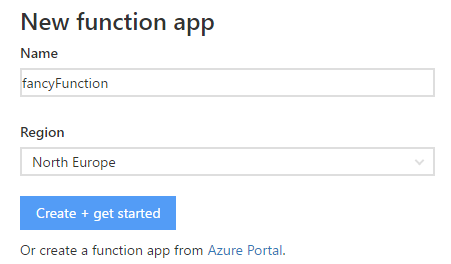 New function app
Name
fancyFunction
Region
North Europe
Create + get started
Or create a function app from Azure Portal.